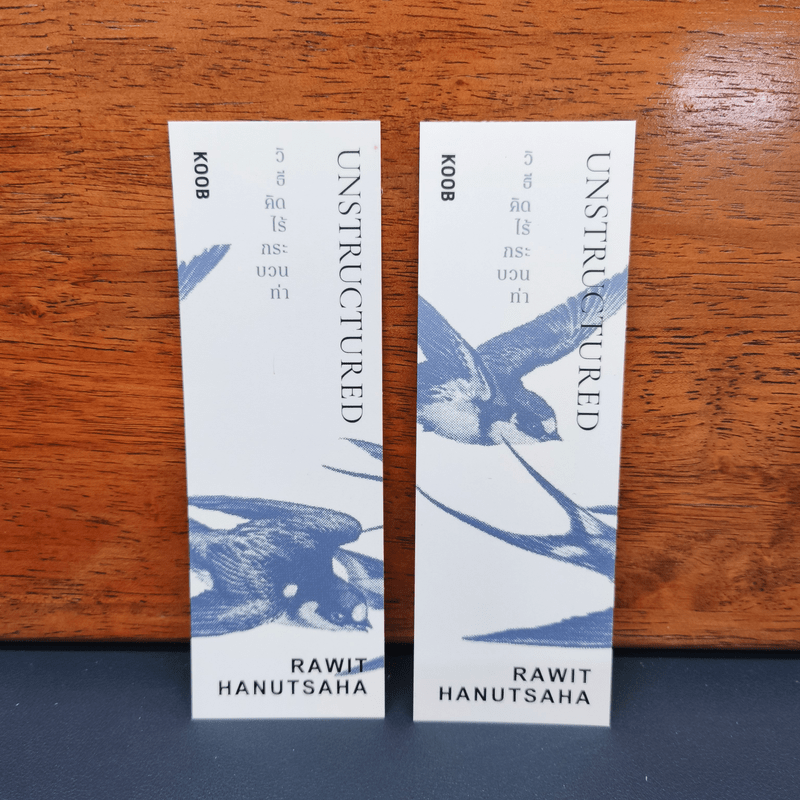 KOOB
วิ
ธี
คิด
ไร้
กระ
บวน
ท่า
UNSTRUCTURED
RAWIT
HANUTSAHA
KOOB
วิ
ธี
คิด
ไร้
กระ
บวน
ท่า
UNSTRUCTURED
RAWIT
HANUTSAHA